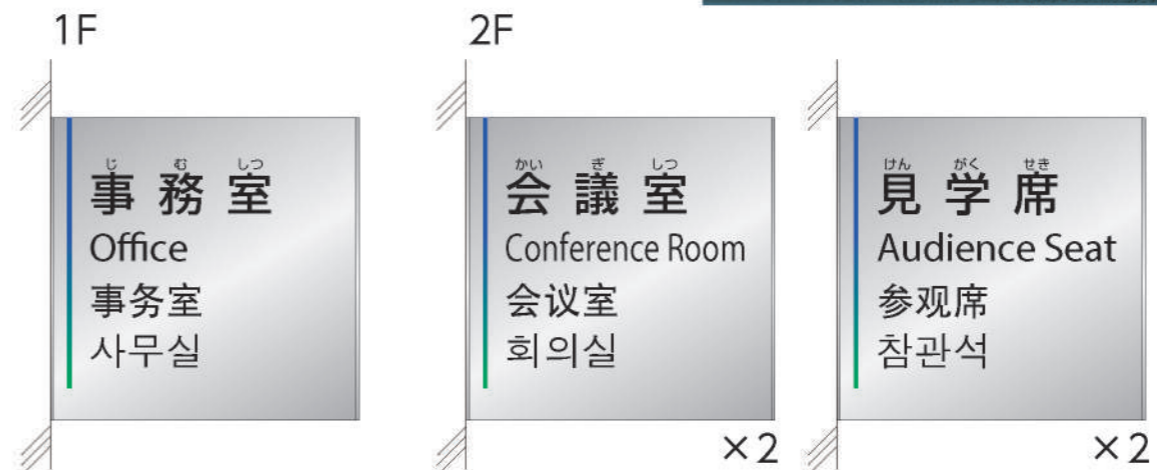 1F
じ む しつ
事務室
Office
事务室
사무실
2F
かい ぎ しつ
会議室
Conference Room
会议室
회의실
×2
けん がく せき
見学席
Audience Seat
参观席
참관석
×2